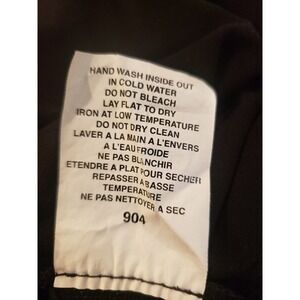 HAND WASH INSIDE OUT
IN COLD WATER
DO NOT BLEACH
LAY FLAT TO DRY
IRON AT LOW TEMPERATURE
DO NOT DRY CLEAN
LAVER A LA MAIN A L'ENVERS
A L'EAU FROIDE
NE PAS BLANCHIR
ETENDRE A PLAT POUR SECHER
REPASSER A BASSE
TEMPERATURE
NE PAS NETTOYER A SEC
904